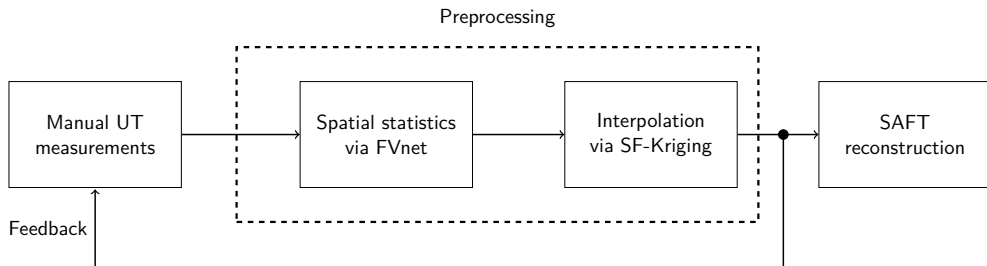 Preprocessing
Manual UT
measurements
Spatial statistics
via FVnet
Interpolation
via SF-Kriging
SAFT
reconstruction
Feedback